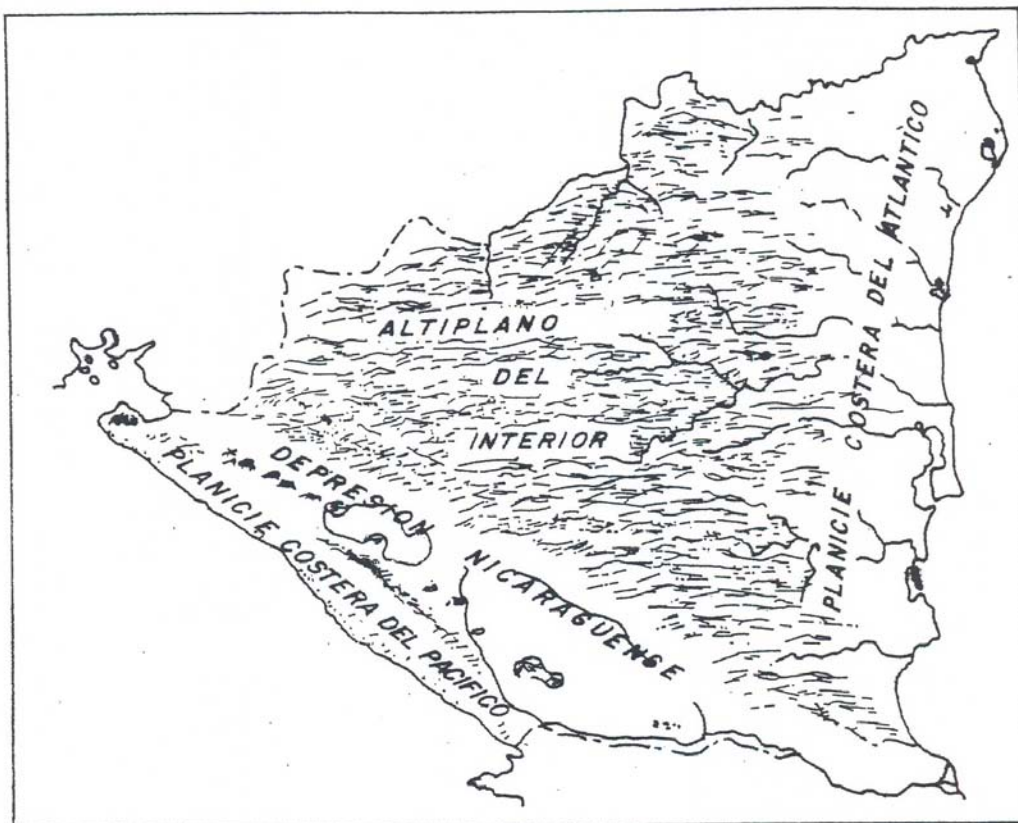 ALTIPLANO
DEL
INTERIOR
DEPRESION
NICARAGUENSE
PLANICIE COSTERA DEL PACIFICO
PLANICIE COSTERA DEL ATLANTICO